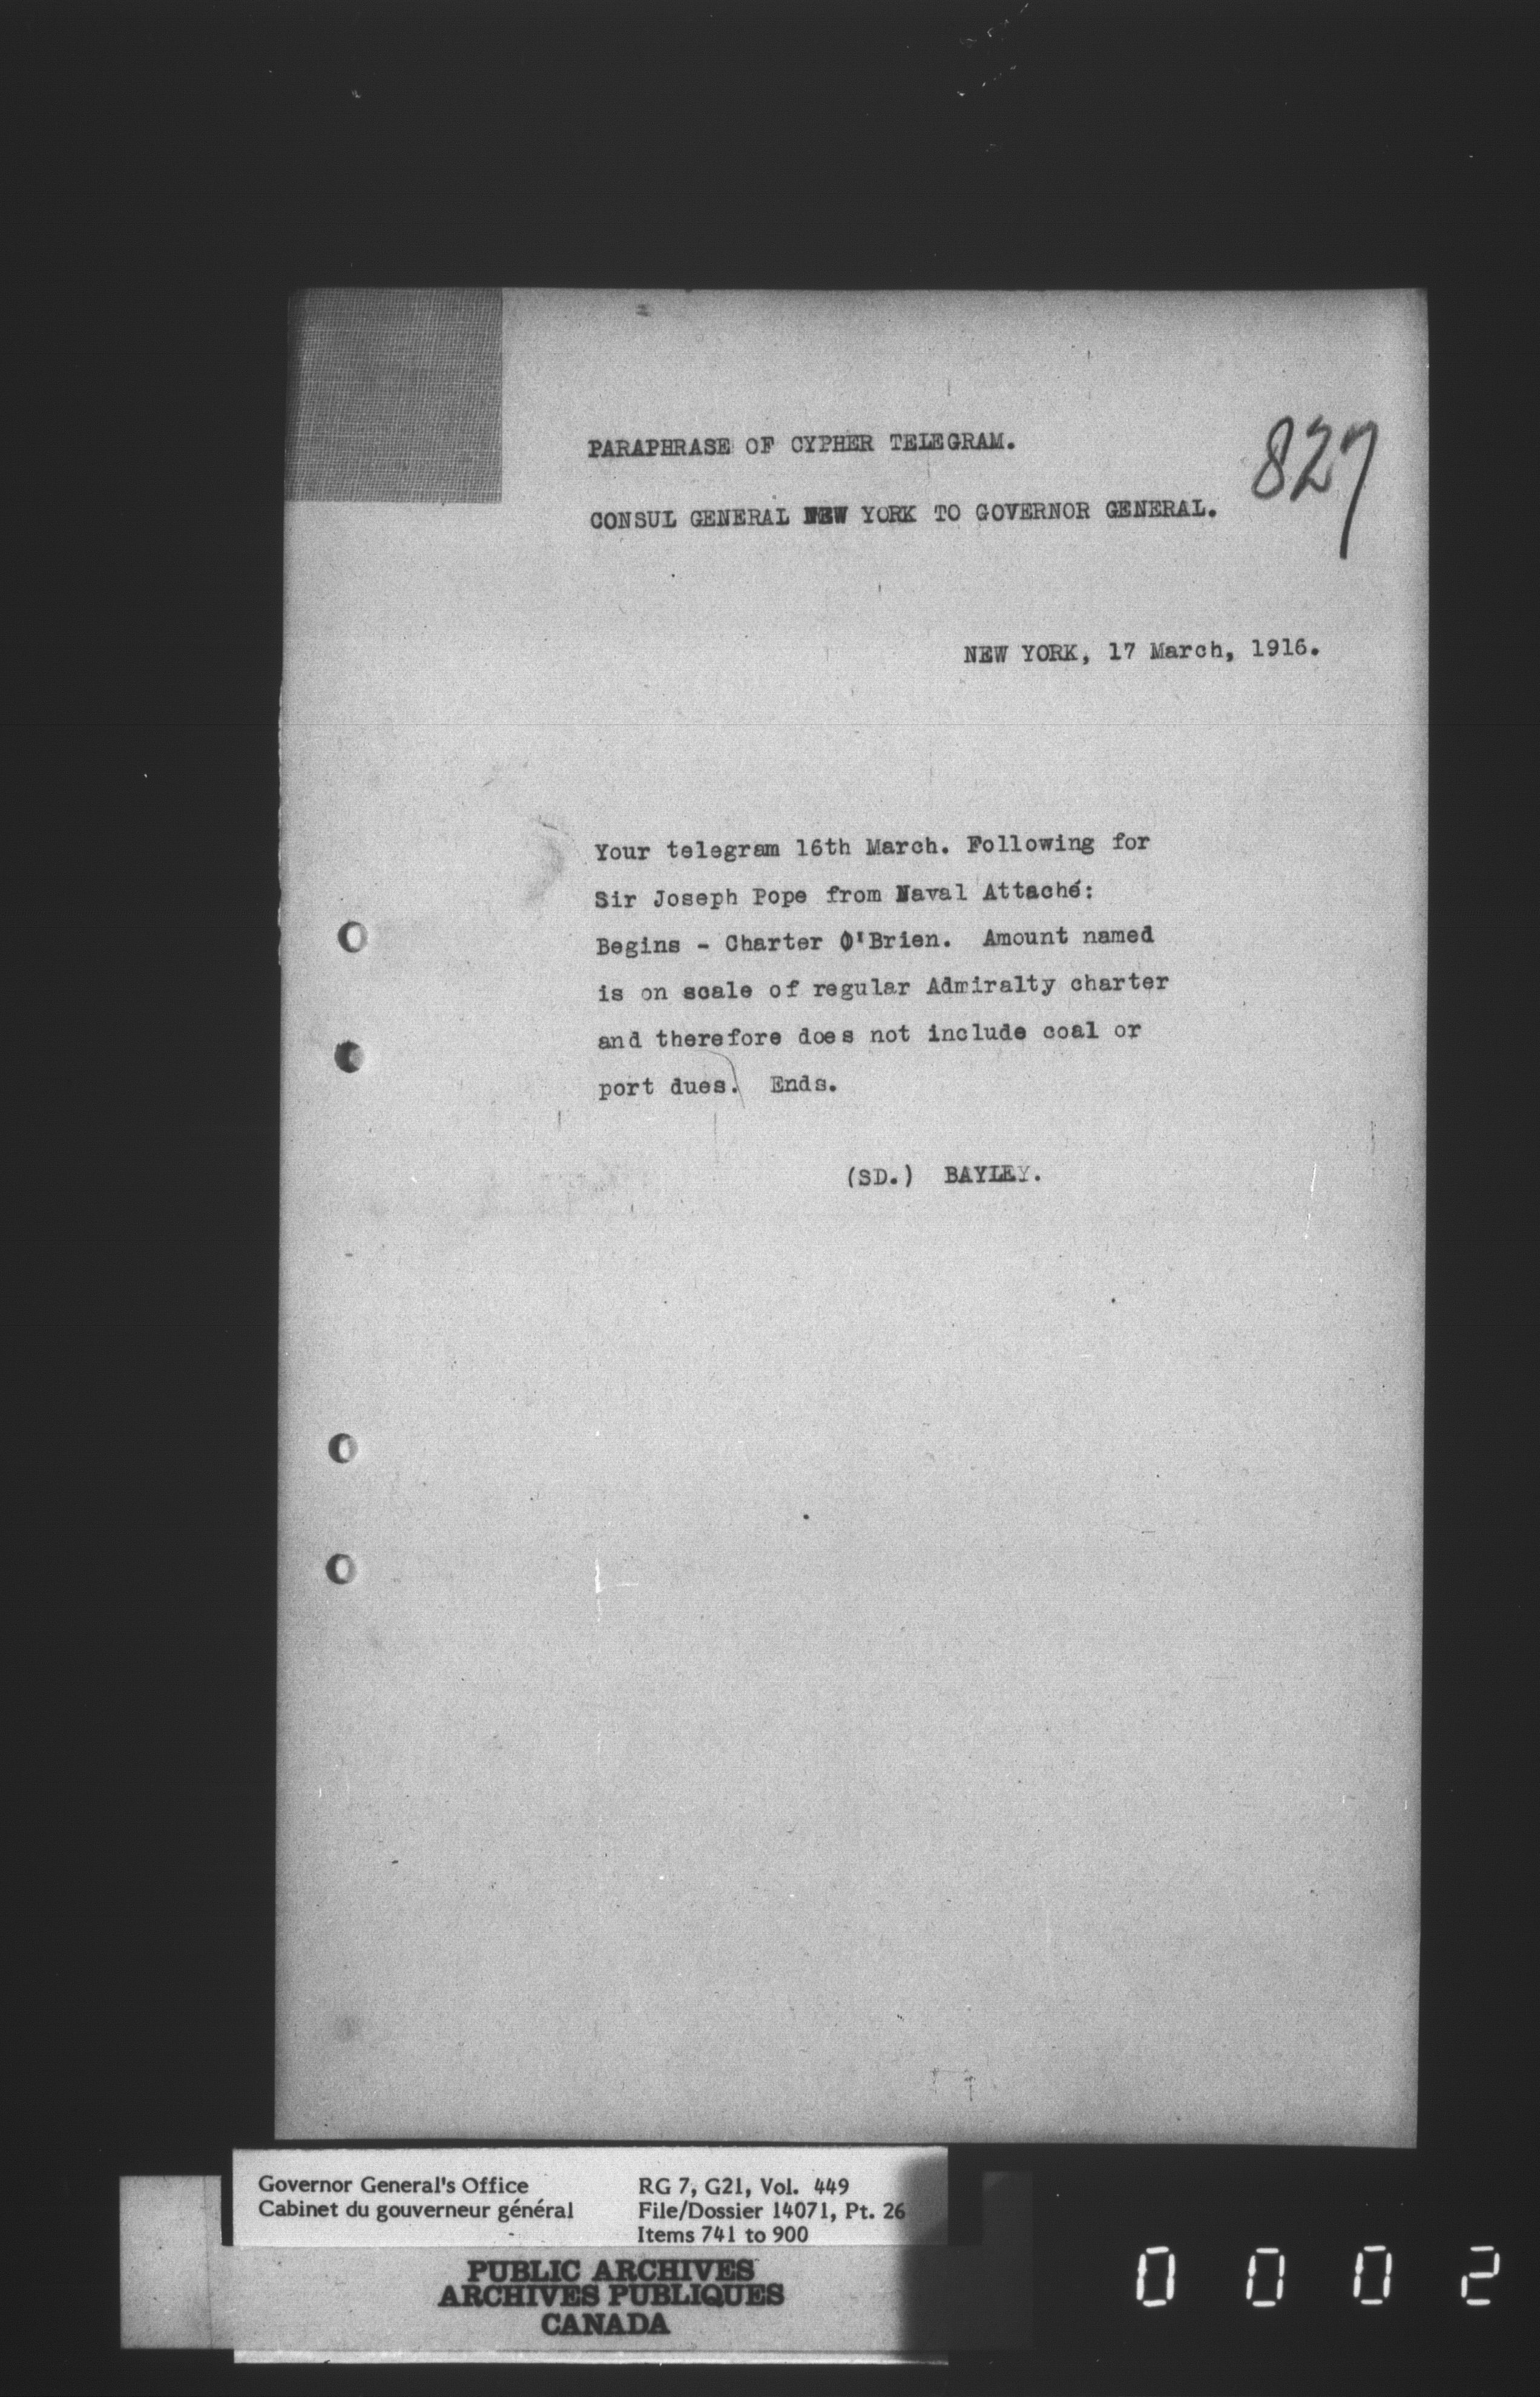 PARAPHRASE OF CYPHER TELEGRAM.
827
CONSUL GENERAL NEW YORK TO GOVERNOR GENERAL.
NEW YORK, 17 March, 1916.
Your telegram 16th March. Following for
Sir Joseph Pope from Naval Attaché:
Begins - Charter O'Brien. Amount named
is on scale of regular Admiralty charter
and therefore does not include coal or
port dues. Ends.
(SD.) BAYLEY.
Governor General's Office
Cabinet du gouverneur général
RG 7, G21, Vol. 449
File/Dossier 14071, Pt. 26
Items 741 to 900
PUBLIC ARCHIVES
ARCHIVES PUBLIQUES
CANADA
0002